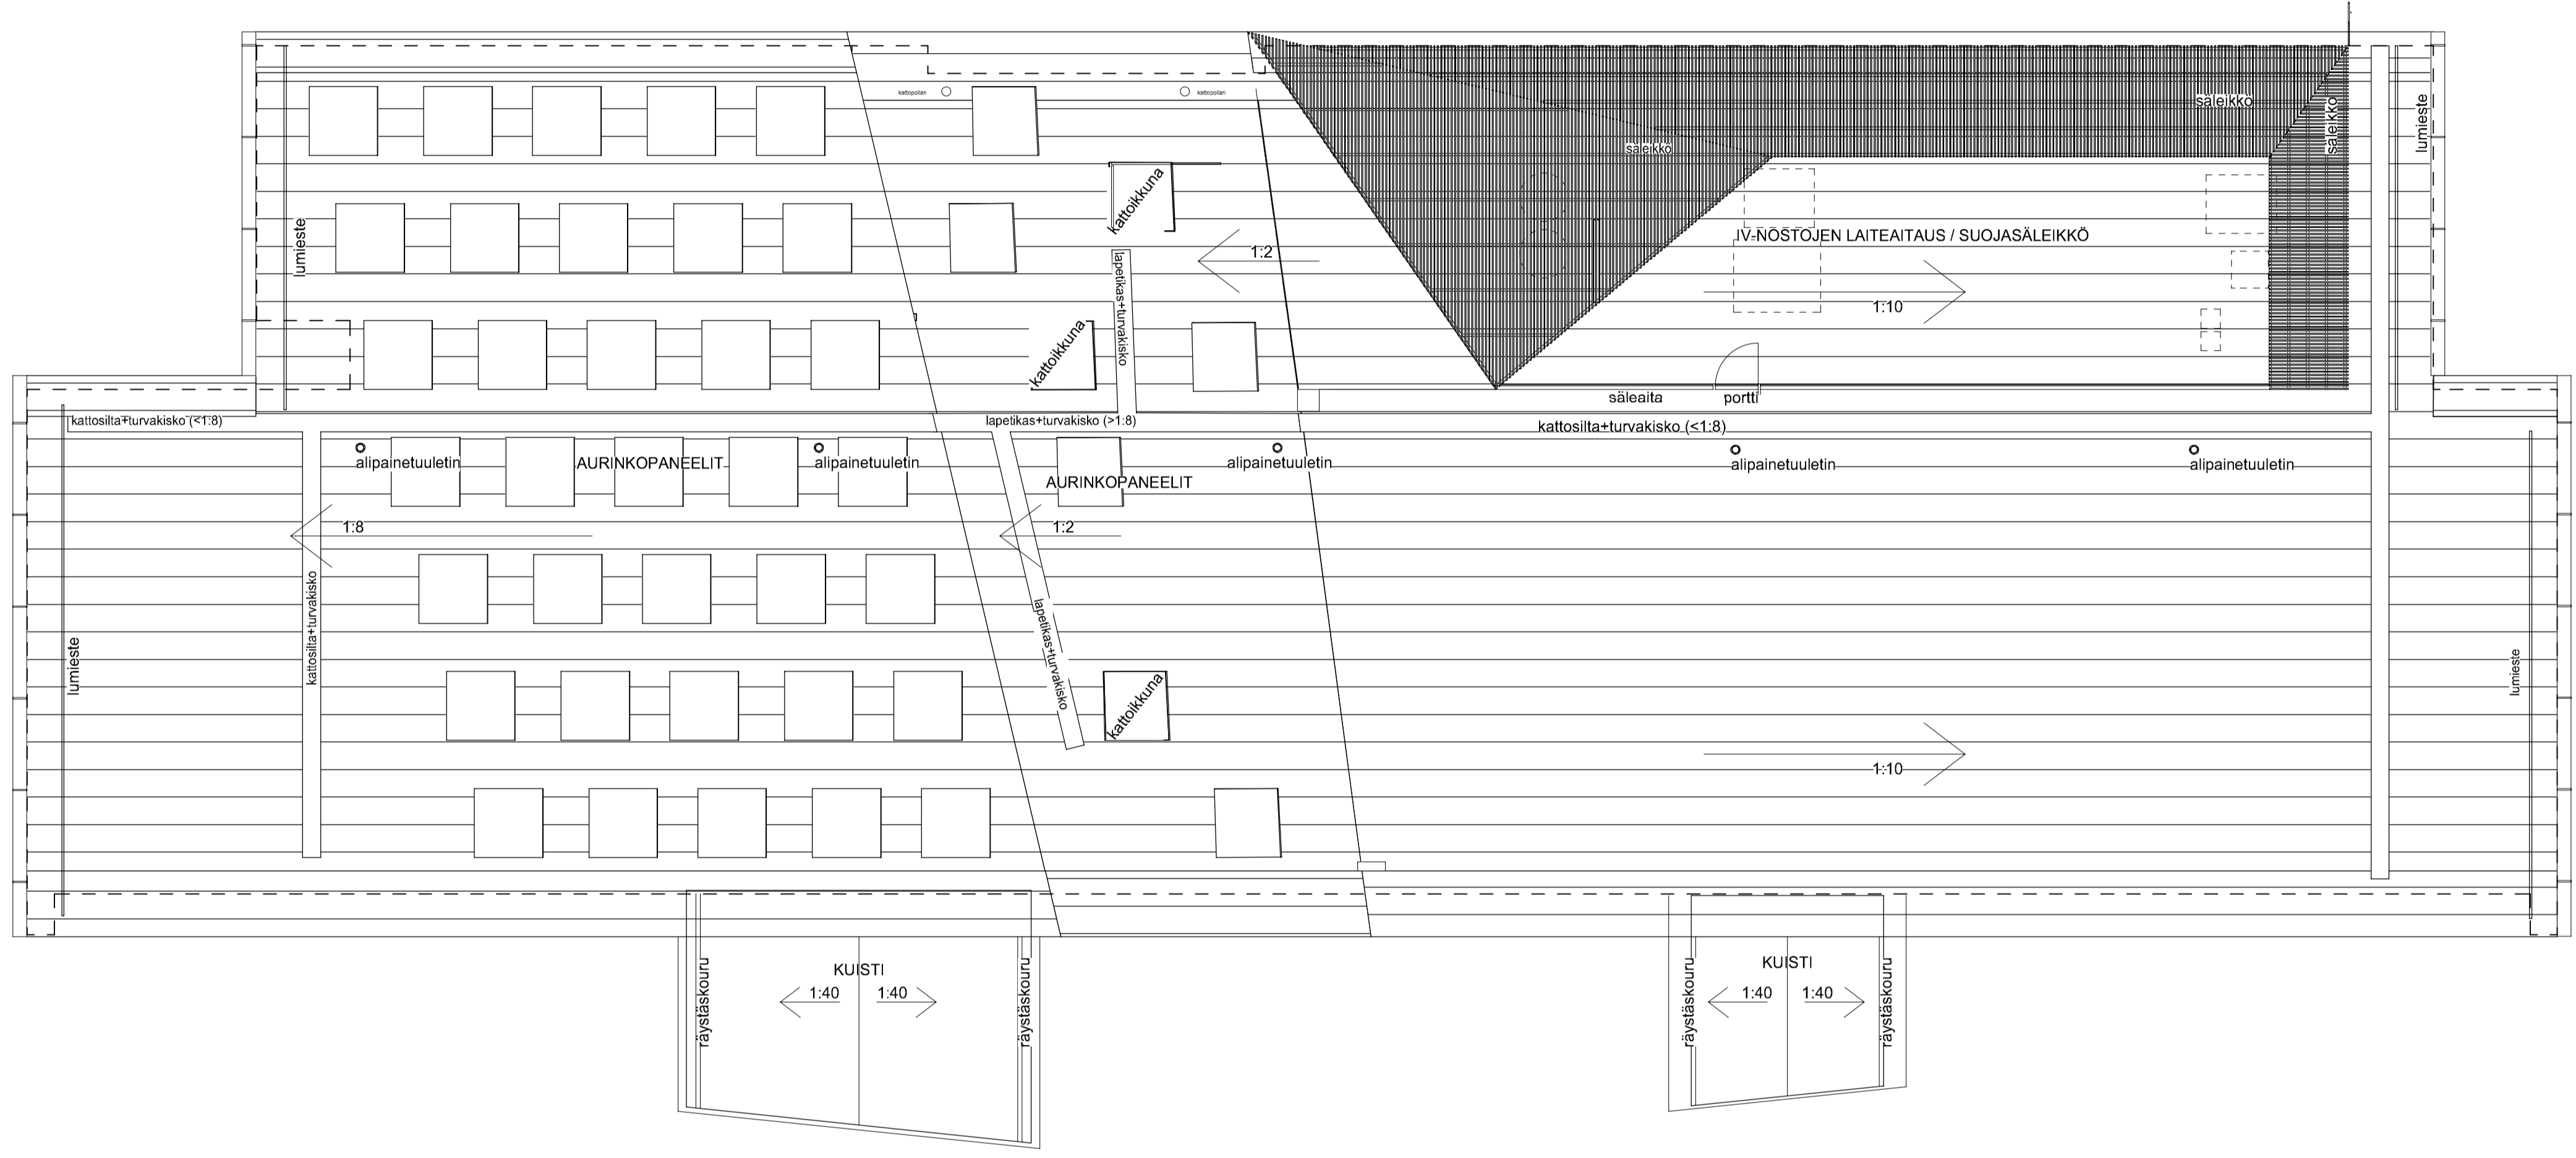 kattopollari
kattopollari
säleikkö
säleikkö
säleikkö
lumieste
lumieste
kattoikkuna
lapetikas+turvakisko
1:2
IV-NOSTOJEN LAITEAITAUS / SUOJASÄLEIKKÖ
1:10
kattoikkuna
säleaita
portti
kattosilta+turvakisko (<1:8)
lapetikas+turvakisko (>1:8)
kattosilta+turvakisko (<1:8)
alipainetuuletin
AURINKOPANEELIT
alipainetuuletin
AURINKOPANEELIT
alipainetuuletin
alipainetuuletin
alipainetuuletin
1:8
1:2
kattosilta+turvakisko
lapetikas+turvakisko
lumieste
kattoikkuna
lumieste
1:10
KUISTI
1:40
1:40
räystäskouru
räystäskouru
KUISTI
1:40
1:40
räystäskouru
räystäskouru